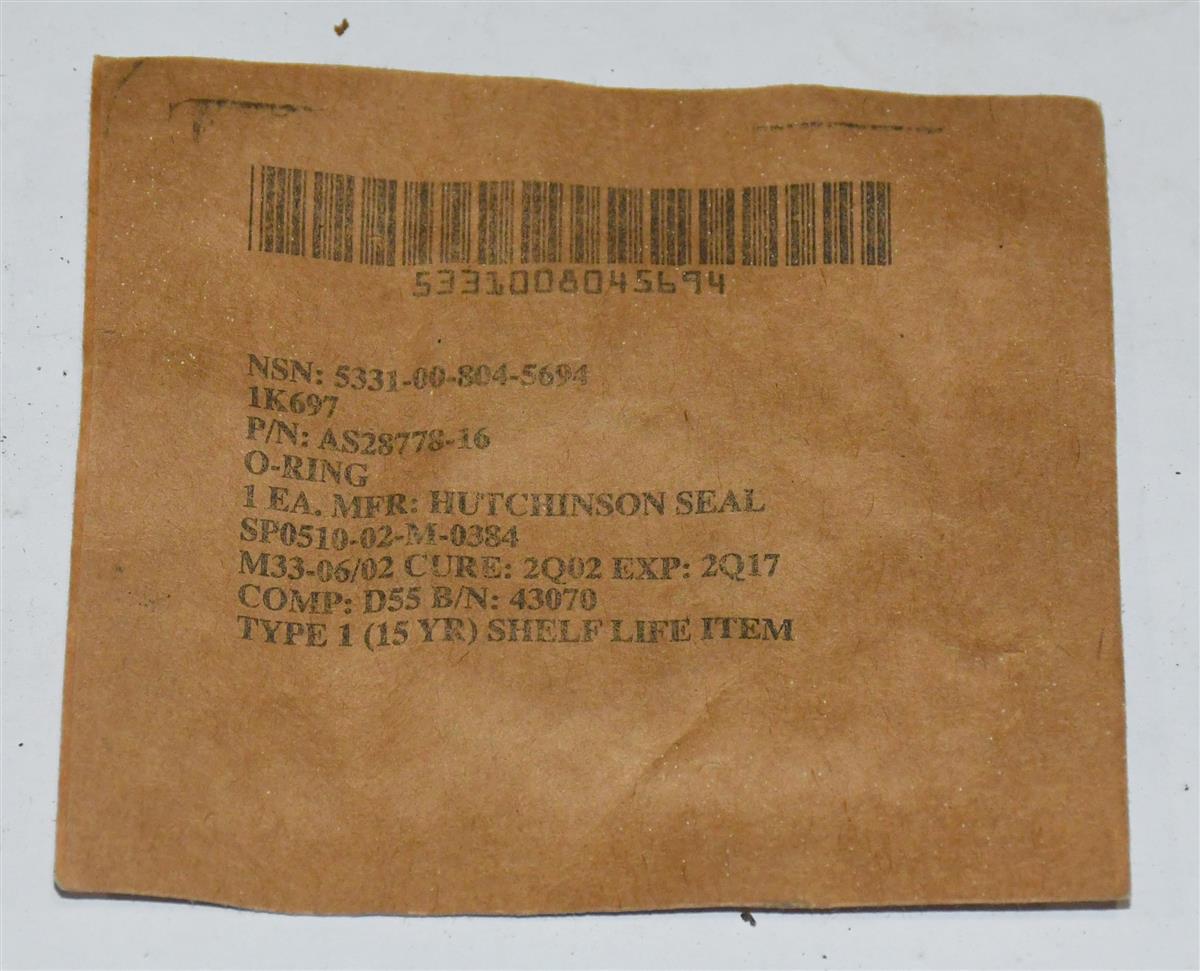 5331008045694
NSN: 5331-00-804-5694
1K697
P/N: AS28778-16
O-RING
1 EA. MFR: HUTCHINSON SEAL
SP0510-02-M-0384
M33-06/02 CURE: 2Q02 EXP: 2Q17
COMP: D55 B/N: 43070
TYPE 1 (15 YR) SHELF LIFE ITEM